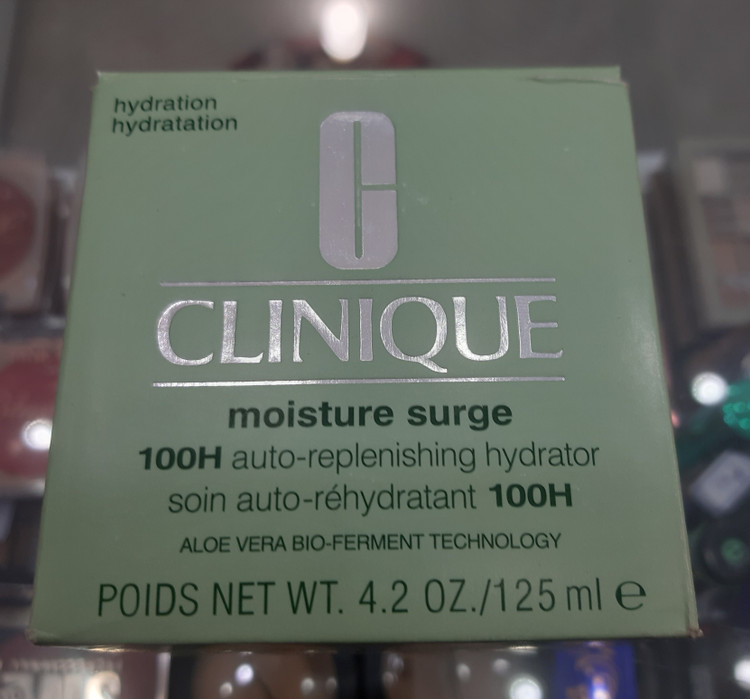 hydration
hydratation
C
CLINIQUE
moisture surge
100H auto-replenishing hydrator
soin auto-réhydratant 100H
ALOE VERA BIO-FERMENT TECHNOLOGY
POIDS NET WT. 4.2 OZ./125 ml ℮